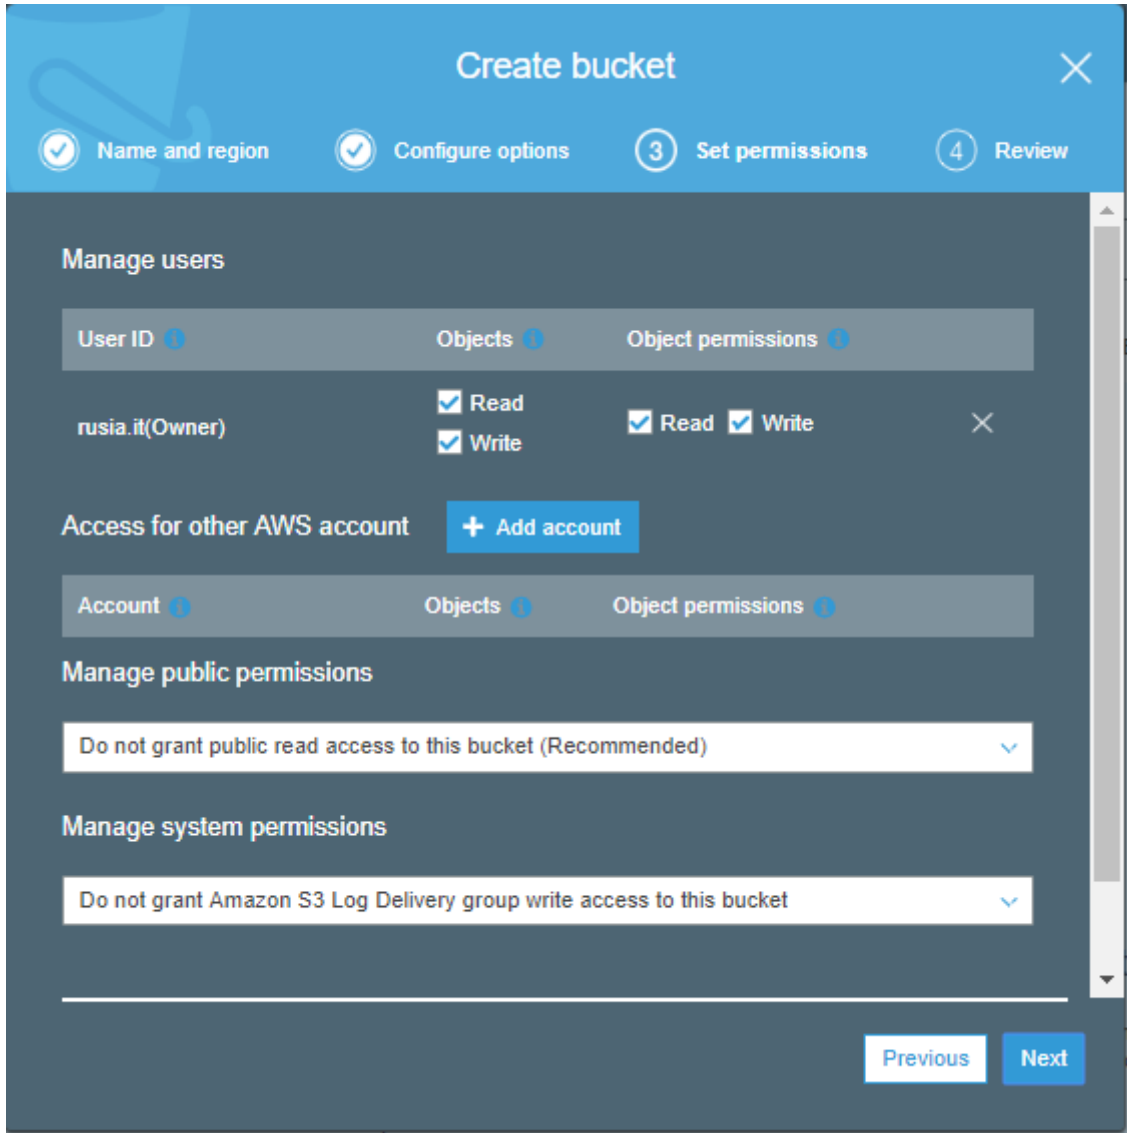 Create bucket
Name and region Configure options 3 Set permissions 4 Review
Manage users
User ID Objects Object permissions
Read
rusia.it(Owner) Read Write
Write
Access for other AWS account + Add account
Account Objects Object permissions
Manage public permissions
Do not grant public read access to this bucket (Recommended)
Manage system permissions
Do not grant Amazon S3 Log Delivery group write access to this bucket
Previous Next